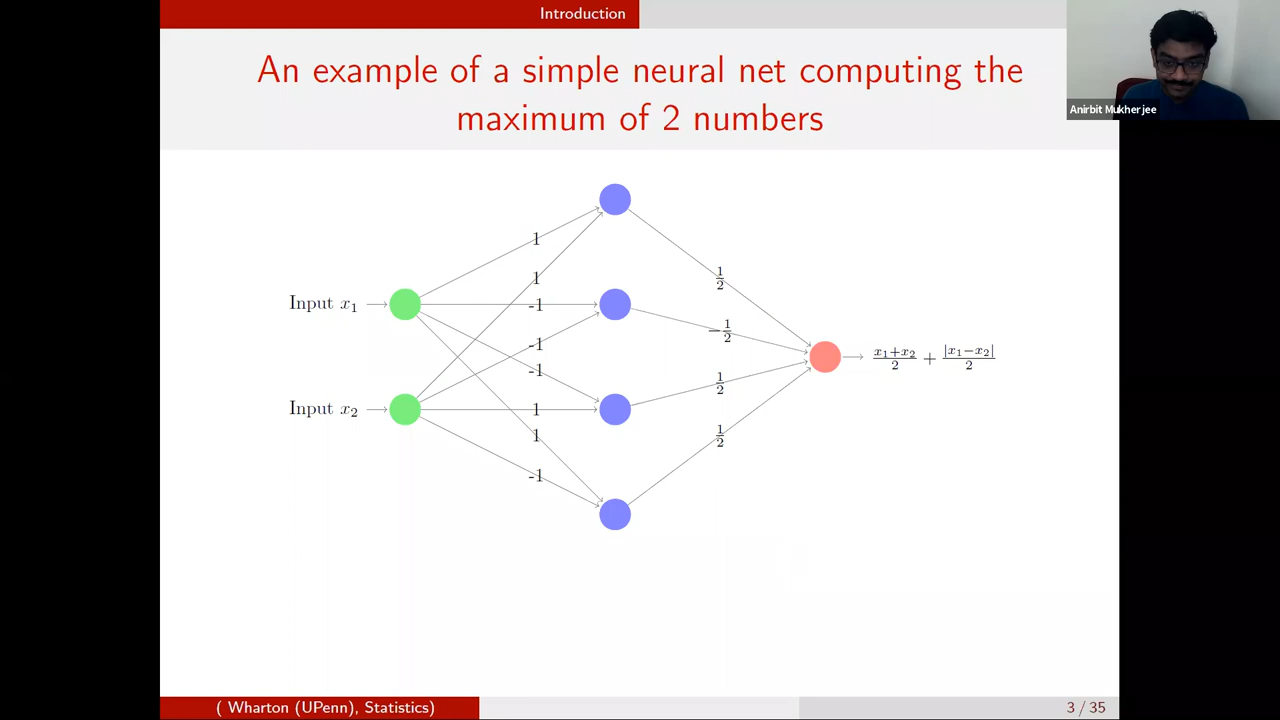 Introduction
An example of a simple neural net computing the
maximum of 2 numbers
Anirbit Mukherjee
1
1
Input x₁
-1
-1
-1
Input x₂
1
1
-1
½
−½
½
½
(x₁+x₂)/2 + |x₁−x₂|/2
( Wharton (UPenn), Statistics)
3 / 35